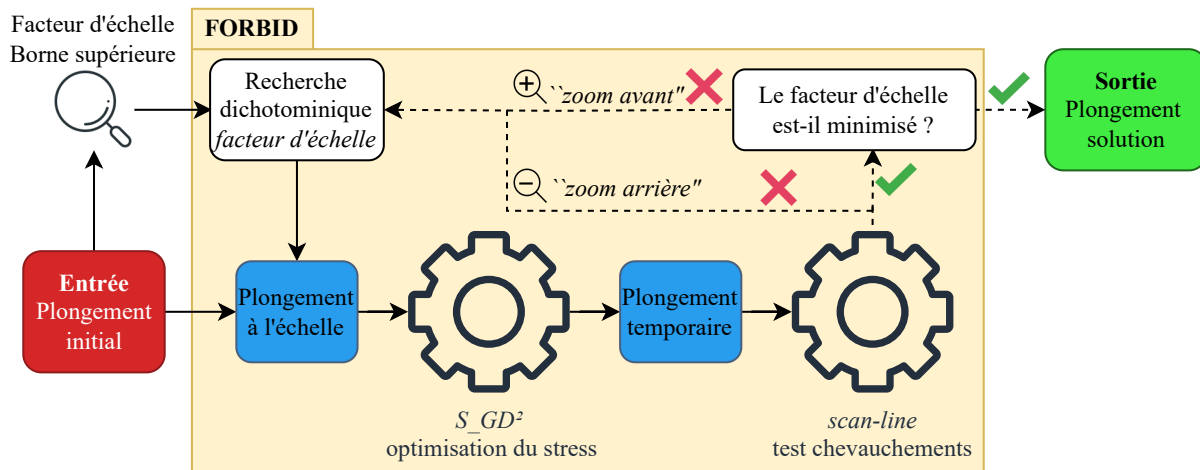 Facteur d'échelle
Borne supérieure
FORBID
Recherche
dichotominique
facteur d'échelle
``zoom avant"
Le facteur d'échelle
est-il minimisé ?
Sortie
Plongement
solution
``zoom arrière"
Entrée
Plongement
initial
Plongement
à l'échelle
Plongement
temporaire
S_GD²
optimisation du stress
scan-line
test chevauchements